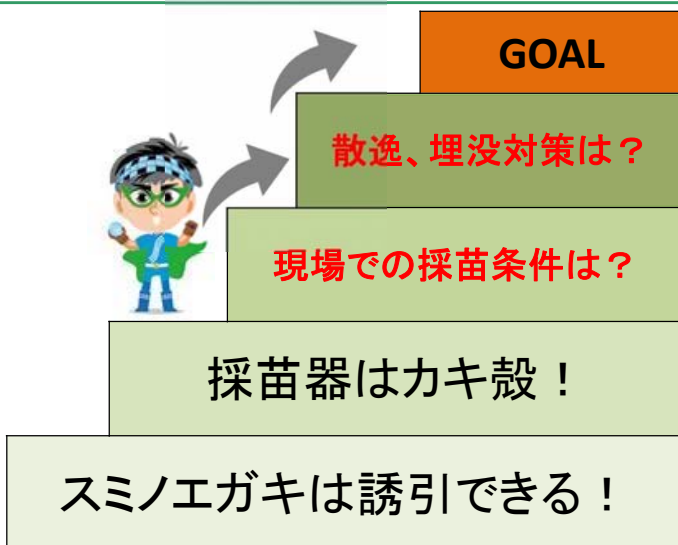 GOAL
散逸、埋没対策は？
現場での採苗条件は？
採苗器はカキ殻！
スミノエガキは誘引できる！